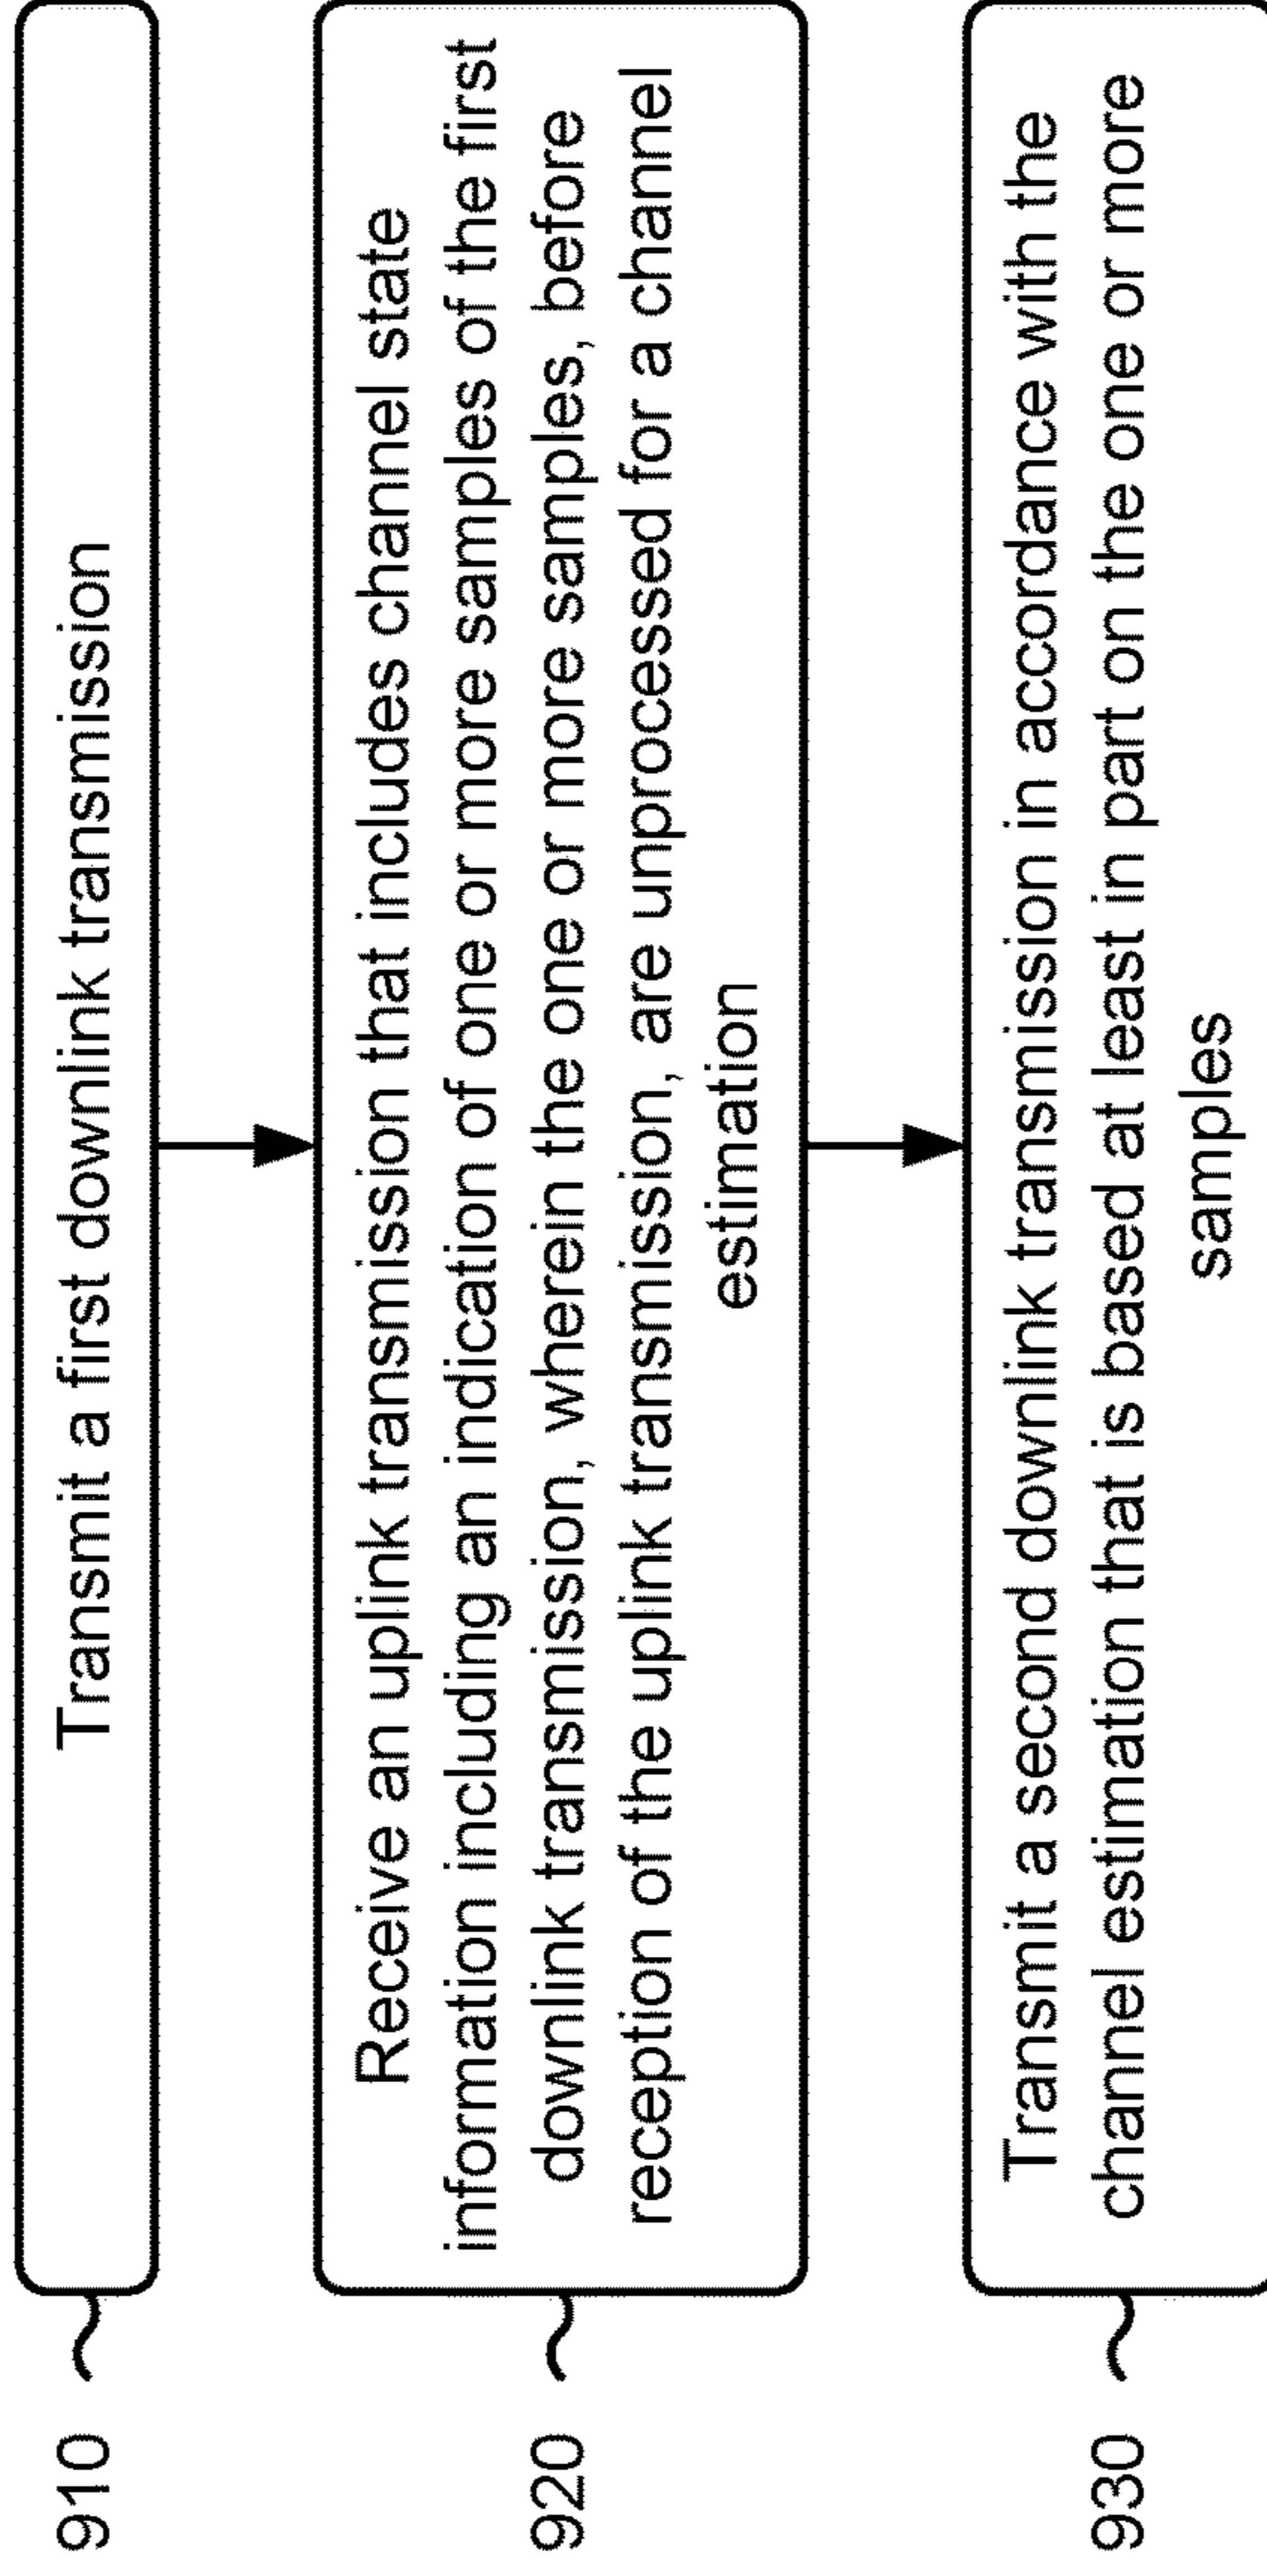 910
Transmit a first downlink transmission
920
Receive an uplink transmission that includes channel state
information including an indication of one or more samples of the first
downlink transmission, wherein the one or more samples, before
reception of the uplink transmission, are unprocessed for a channel
estimation
930
Transmit a second downlink transmission in accordance with the
channel estimation that is based at least in part on the one or more
samples